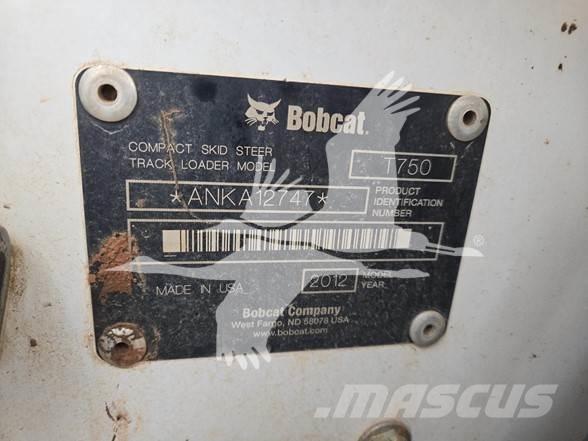 Bobcat®
COMPACT SKID STEER
TRACK LOADER MODEL
T750
*ANKA12747*
PRODUCT
IDENTIFICATION
NUMBER
MADE IN USA
2012
MODEL
YEAR
Bobcat Company
West Fargo, ND 58078 USA
www.bobcat.com
MASCUS